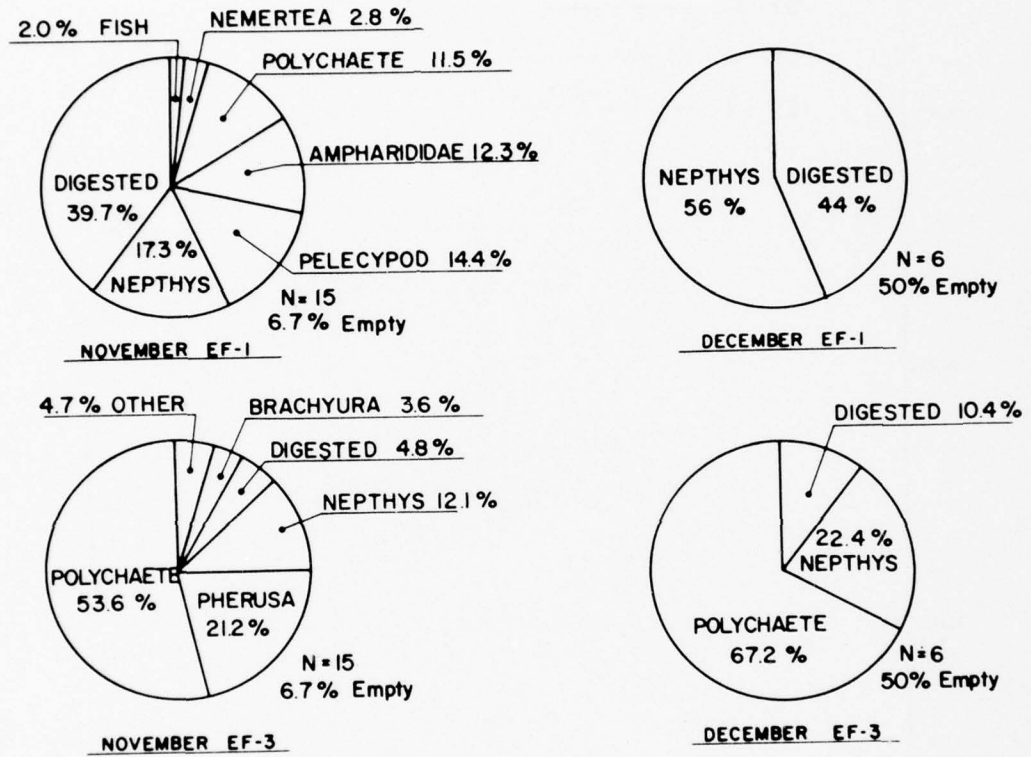 2.0% FISH
NEMERTEA 2.8%
POLYCHAETE 11.5%
AMPHARIDIDAE 12.3%
PELECYPOD 14.4%
17.3%
NEPTHYS
DIGESTED
39.7%
N=15
6.7% Empty
NOVEMBER EF-1
NEPTHYS
56 %
DIGESTED
44%
N=6
50% Empty
DECEMBER EF-1
4.7% OTHER
BRACHYURA 3.6%
DIGESTED 4.8%
NEPTHYS 12.1%
PHERUSA
21.2%
POLYCHAETE
53.6 %
N=15
6.7% Empty
NOVEMBER EF-3
DIGESTED 10.4%
22.4%
NEPTHYS
POLYCHAETE
67.2 %
N=6
50% Empty
DECEMBER EF-3